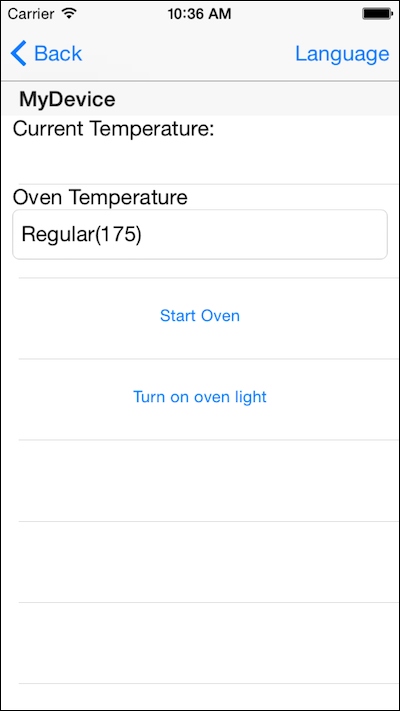 Carrier 10:36 AM
Back Language
MyDevice
Current Temperature:
Oven Temperature
Regular(175)
Start Oven
Turn on oven light